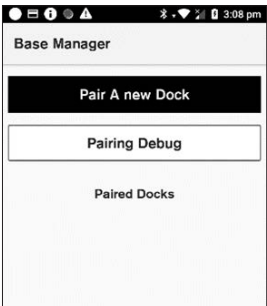 3:08 pm
Base Manager
Pair A new Dock
Pairing Debug
Paired Docks